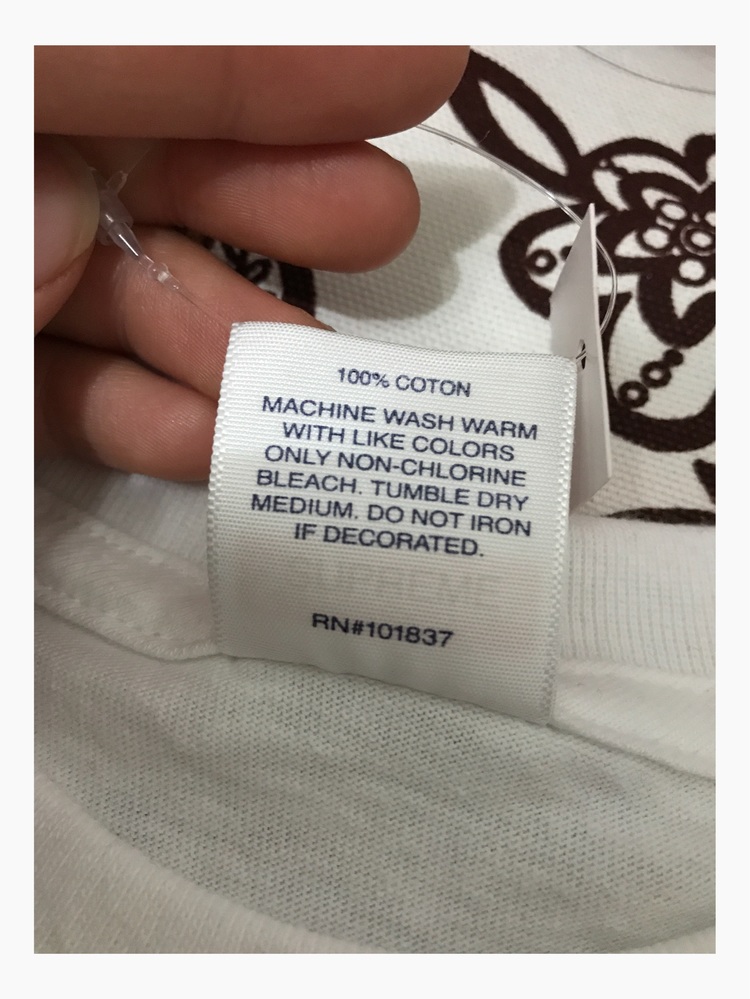 100% COTON
MACHINE WASH WARM
WITH LIKE COLORS
ONLY NON-CHLORINE
BLEACH. TUMBLE DRY
MEDIUM. DO NOT IRON
IF DECORATED.
RN#101837